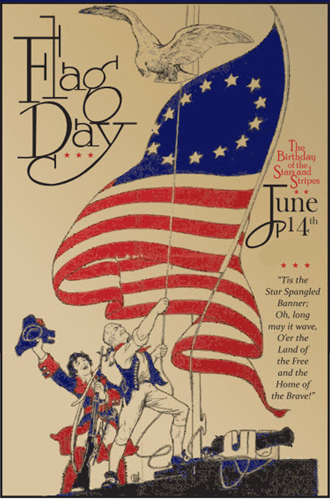 Flag
Day
The
Birthday
of the
Stars and
Stripes
June
14th
"Tis the
Star Spangled
Banner;
Oh, long
may it wave,
O'er the
Land of
the Free
and the
Home of
the Brave!"